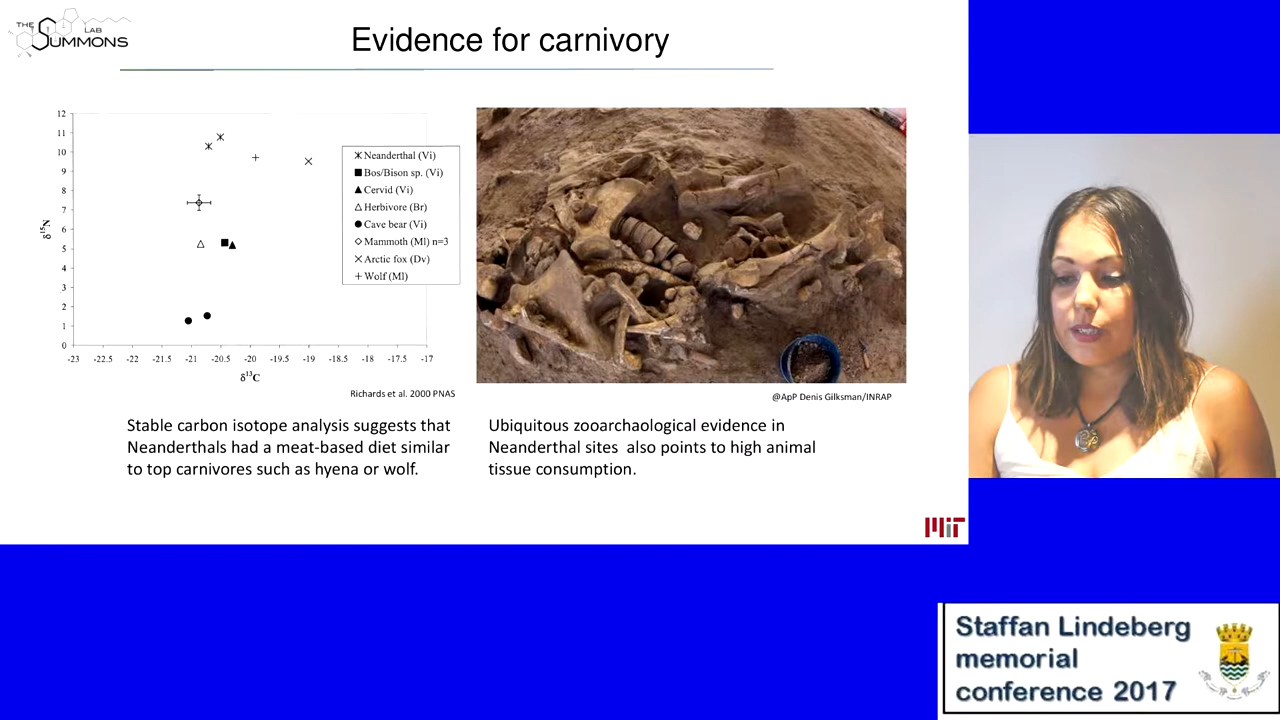 THE
SUMMONS
LAB
Evidence for carnivory
12
11
10
9
8
7
6
5
4
3
2
1
0
δ¹⁵N
-23 -22.5 -22 -21.5 -21 -20.5 -20 -19.5 -19 -18.5 -18 -17.5 -17
δ¹³C
Neanderthal (Vi)
Bos/Bison sp. (Vi)
Cervid (Vi)
Herbivore (Br)
Cave bear (Vi)
Mammoth (Ml) n=3
Arctic fox (Dv)
Wolf (Ml)
Richards et al. 2000 PNAS
@ApP Denis Gilksman/INRAP
Stable carbon isotope analysis suggests that
Neanderthals had a meat-based diet similar
to top carnivores such as hyena or wolf.
Ubiquitous zooarchaological evidence in
Neanderthal sites also points to high animal
tissue consumption.
MIT
Staffan Lindeberg
memorial
conference 2017